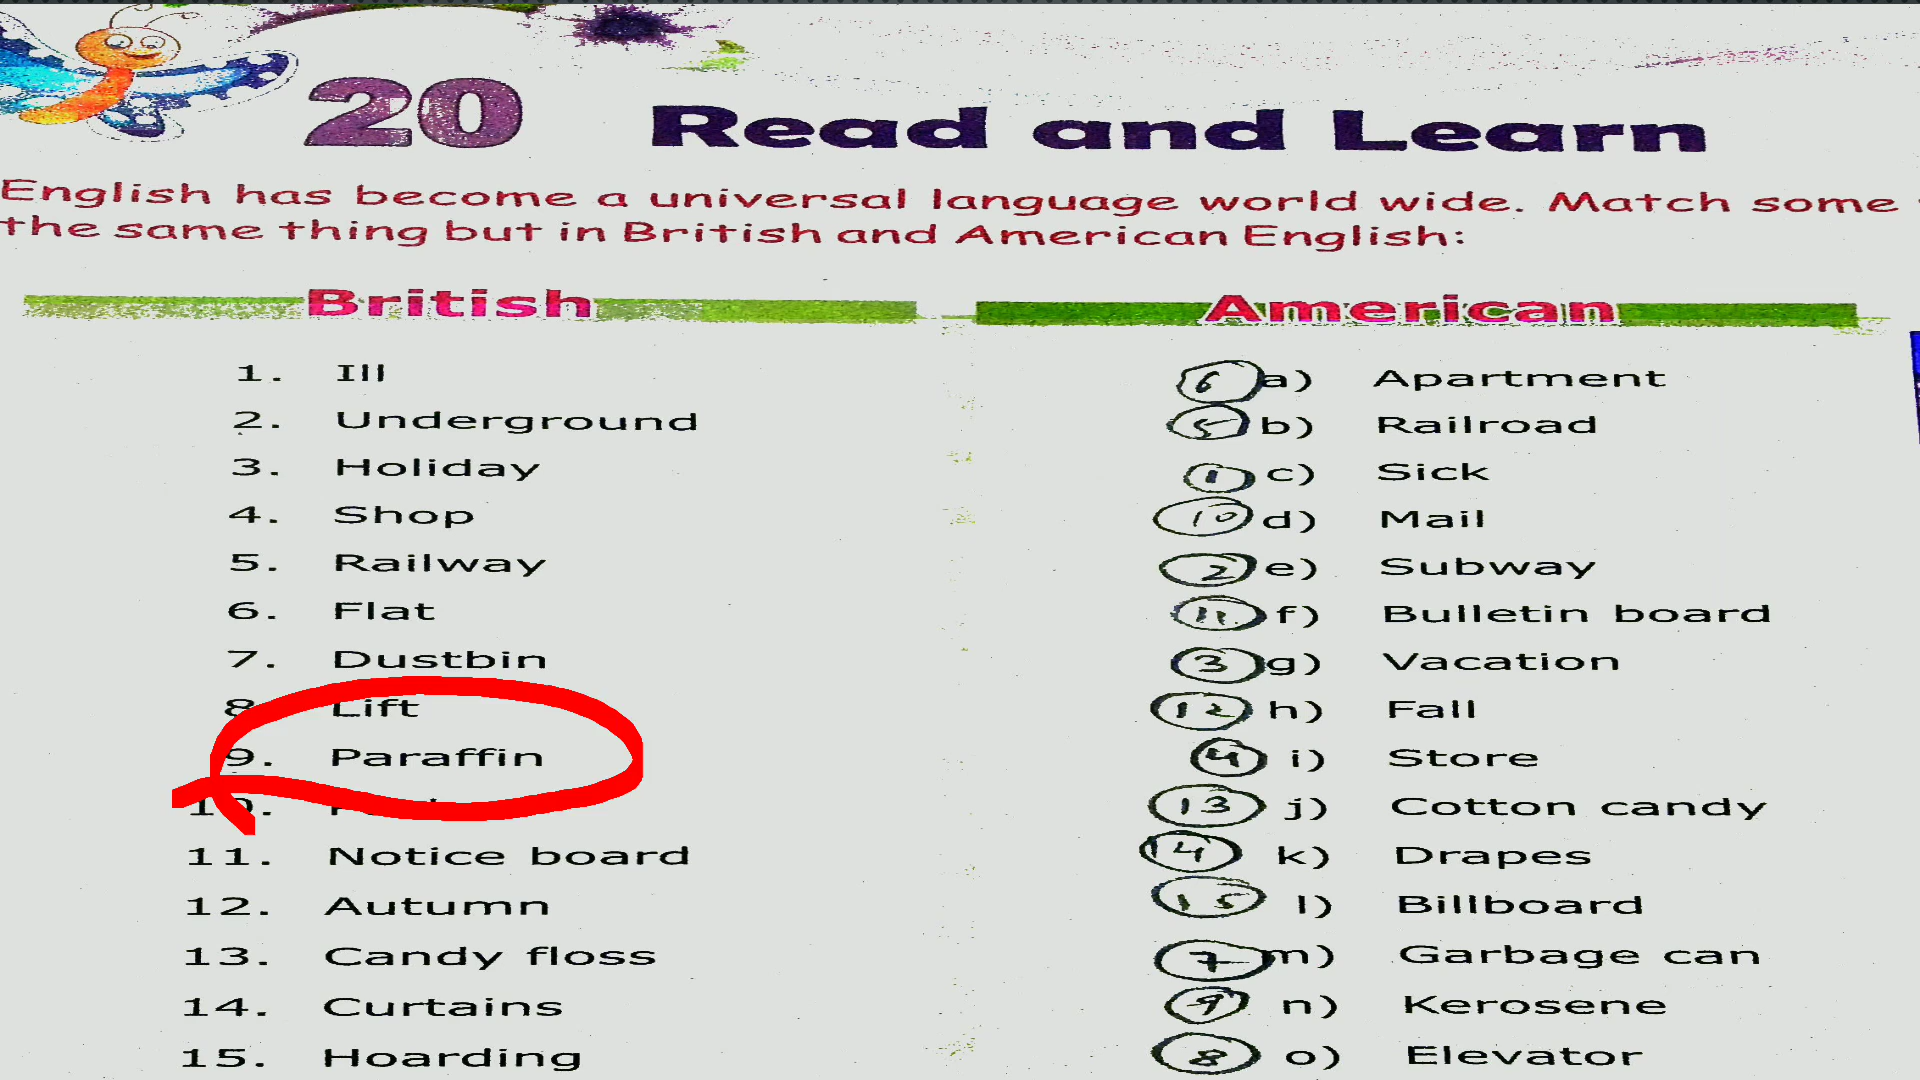 20 Read and Learn
English has become a universal language world wide. Match some
the same thing but in British and American English:
British American
1. Ill 6 a) Apartment
2. Underground 5 b) Railroad
3. Holiday 1 c) Sick
4. Shop 10 d) Mail
5. Railway 2 e) Subway
6. Flat 11 f) Bulletin board
7. Dustbin 3 g) Vacation
8. Lift 12 h) Fall
9. Paraffin 4 i) Store
10. 13 j) Cotton candy
11. Notice board 14 k) Drapes
12. Autumn 15 l) Billboard
13. Candy floss 7 m) Garbage can
14. Curtains 9 n) Kerosene
15. Hoarding 8 o) Elevator